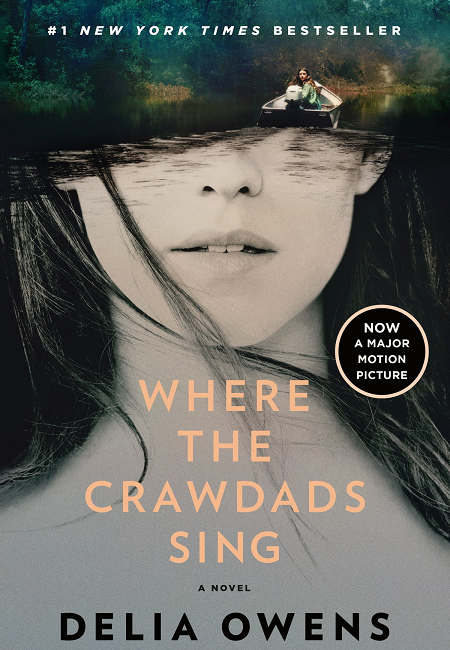 #1 NEW YORK TIMES BESTSELLER
NOW
A MAJOR
MOTION
PICTURE
WHERE
THE
CRAWDADS
SING
A NOVEL
DELIA OWENS